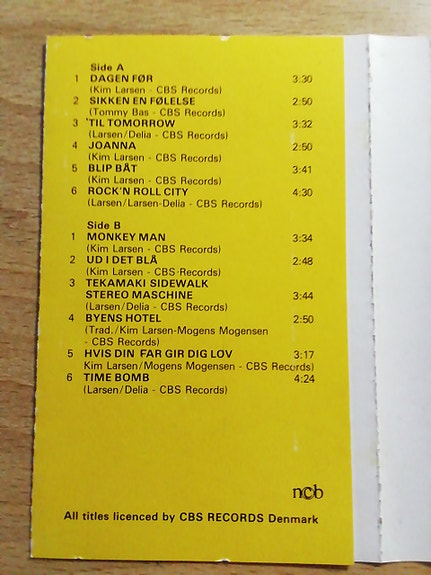 Side A
1 DAGEN FØR 3:30
(Kim Larsen - CBS Records)
2 SIKKEN EN FØLELSE 2:50
(Tommy Bas - CBS Records)
3 'TIL TOMORROW 3:32
(Larsen/Delia - CBS Records)
4 JOANNA 2:50
(Kim Larsen - CBS Records)
5 BLIP BÅT 3:41
(Kim Larsen - CBS Records)
6 ROCK'N ROLL CITY 4:30
(Larsen/Larsen-Delia - CBS Records)
Side B
1 MONKEY MAN 3:34
(Kim Larsen - CBS Records)
2 UD I DET BLÅ 2:48
(Kim Larsen - CBS Records)
3 TEKAMAKI SIDEWALK
STEREO MASCHINE 3:44
(Larsen/Delia - CBS Records)
4 BYENS HOTEL 2:50
(Trad./Kim Larsen-Mogens Mogensen
- CBS Records)
5 HVIS DIN FAR GIR DIG LOV 3:17
Kim Larsen/Mogens Mogensen - CBS Records)
6 TIME BOMB 4:24
(Larsen/Delia - CBS Records)
ncb
All titles licenced by CBS RECORDS Denmark